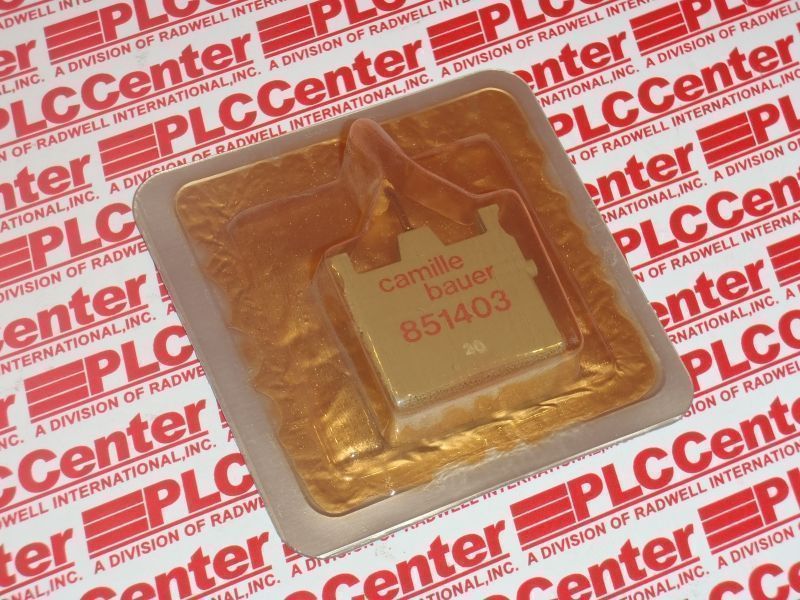 camille
bauer
851403
20
PLCCenter
A DIVISION OF RADWELL INTERNATIONAL,INC.